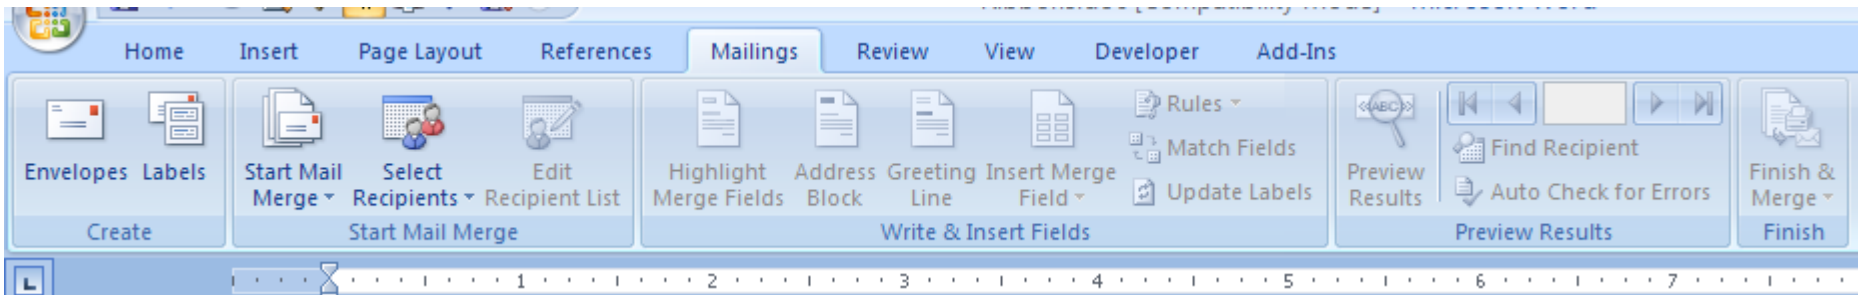 Home Insert Page Layout References Mailings Review View Developer Add-Ins
Envelopes Labels
Create
Start Mail Merge
Select Recipients
Edit Recipient List
Start Mail Merge
Highlight Merge Fields
Address Block
Greeting Line
Insert Merge Field
Rules
Match Fields
Update Labels
Write & Insert Fields
«ABC»
Preview Results
Find Recipient
Auto Check for Errors
Preview Results
Finish & Merge
Finish
L 1 2 3 4 5 6 7